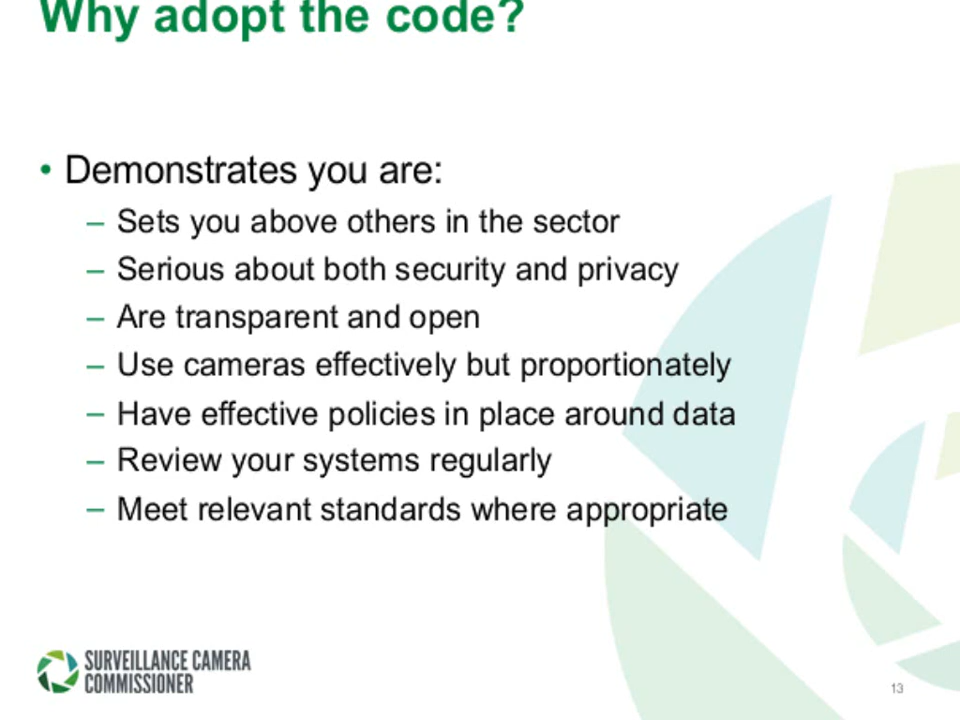 Why adopt the code?
• Demonstrates you are:
– Sets you above others in the sector
– Serious about both security and privacy
– Are transparent and open
– Use cameras effectively but proportionately
– Have effective policies in place around data
– Review your systems regularly
– Meet relevant standards where appropriate
SURVEILLANCE CAMERA
COMMISSIONER
13